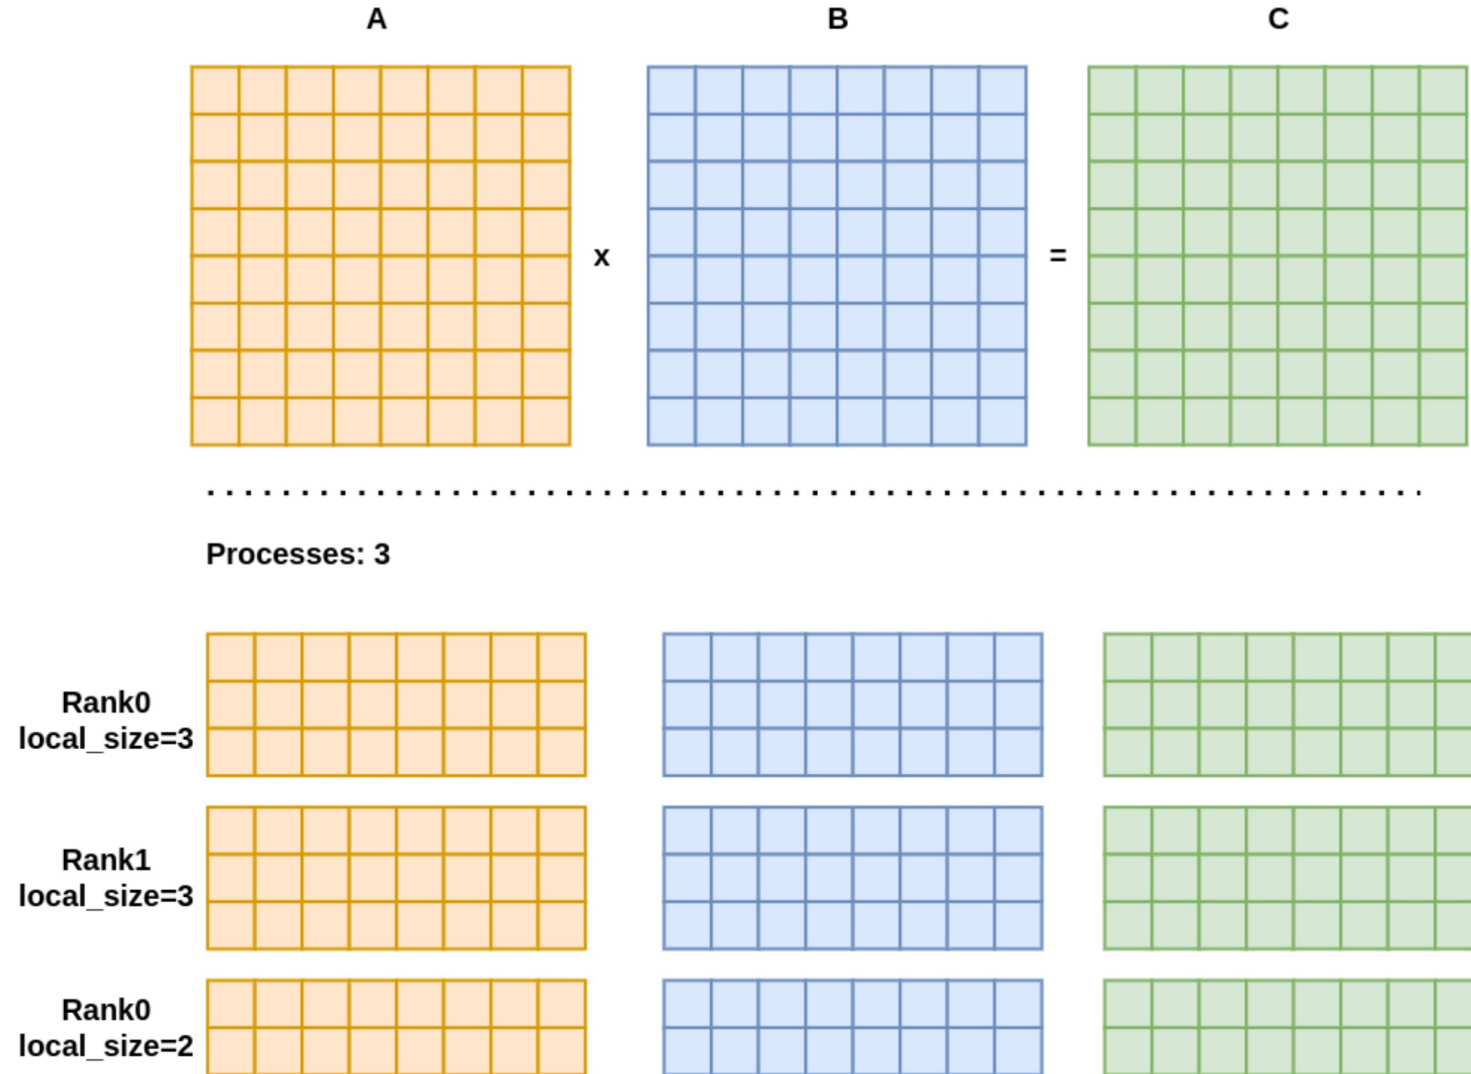 A
B
C
x
=
Processes: 3
Rank0
local_size=3
Rank1
local_size=3
Rank0
local_size=2